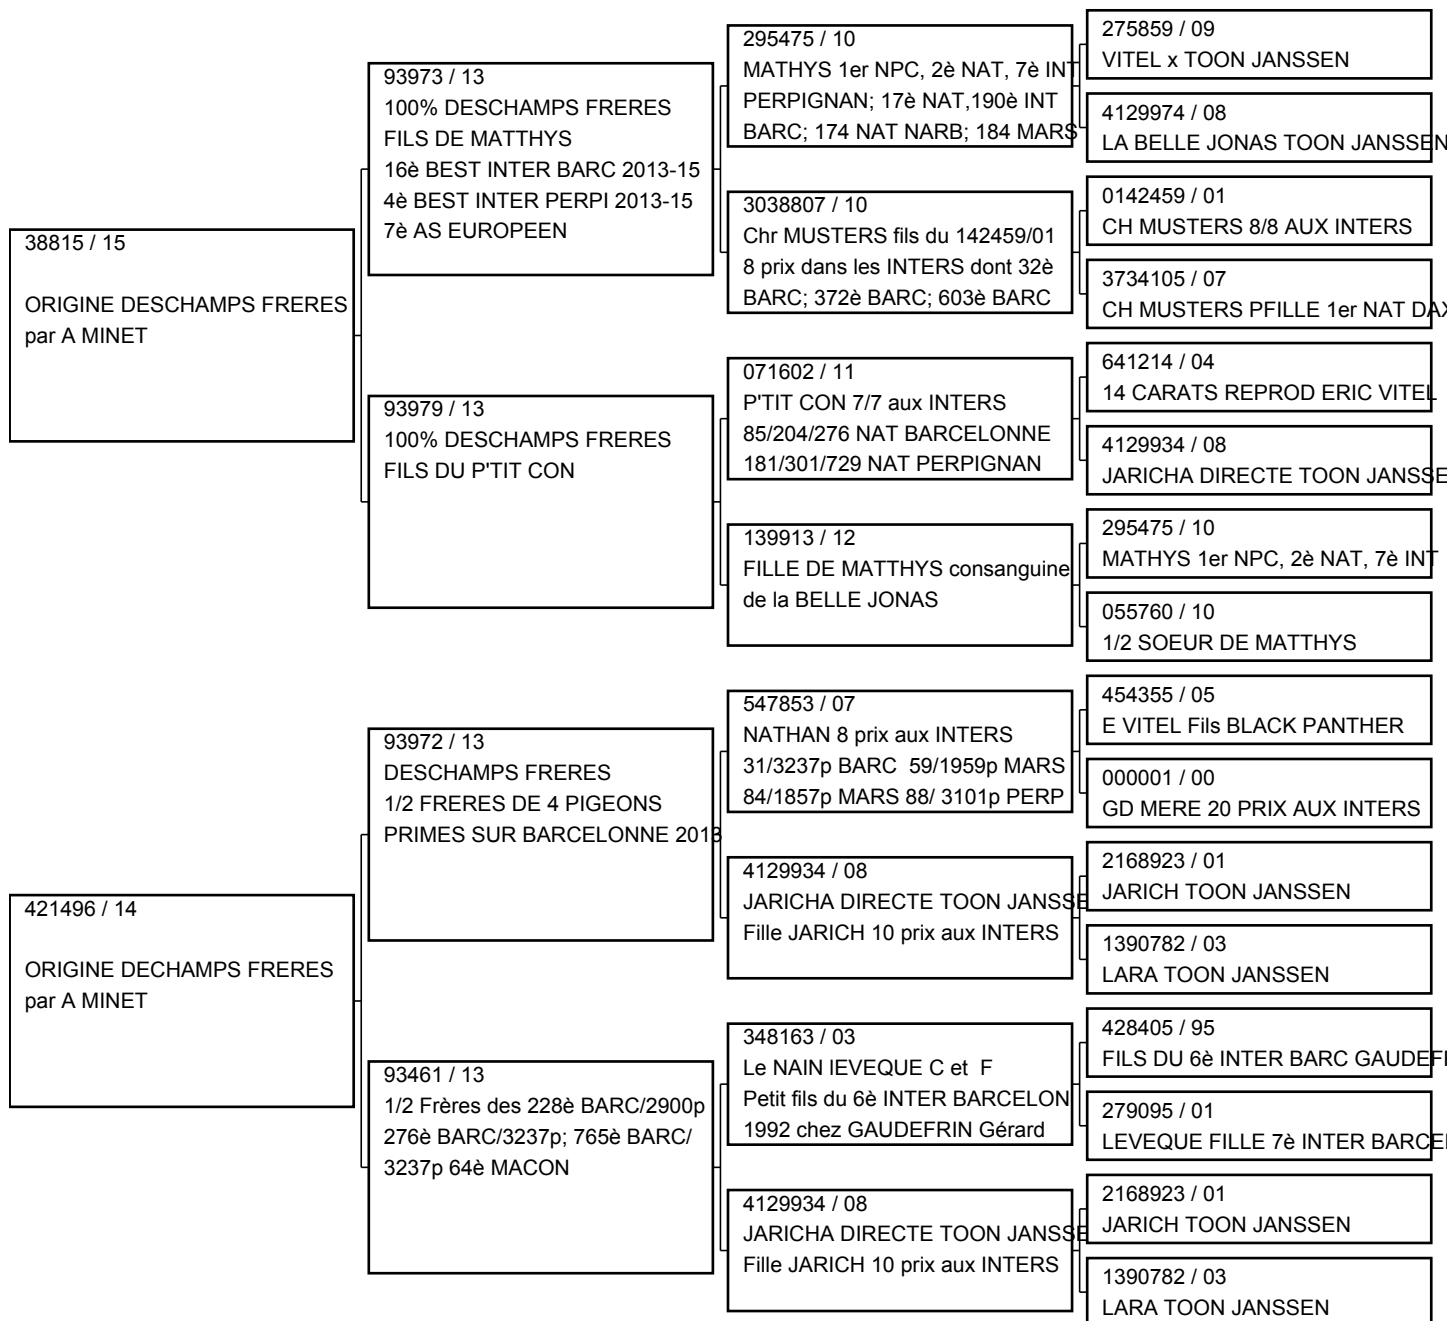 38815 / 15
ORIGINE DESCHAMPS FRERES
par A MINET
421496 / 14
ORIGINE DECHAMPS FRERES
par A MINET
93973 / 13
100% DESCHAMPS FRERES
FILS DE MATTHYS
16è BEST INTER BARC 2013-15
4è BEST INTER PERPI 2013-15
7è AS EUROPEEN
93979 / 13
100% DESCHAMPS FRERES
FILS DU P'TIT CON
93972 / 13
DESCHAMPS FRERES
1/2 FRERES DE 4 PIGEONS
PRIMES SUR BARCELONNE 2013
93461 / 13
1/2 Frères des 228è BARC/2900p
276è BARC/3237p; 765è BARC/
3237p 64è MACON
295475 / 10
MATHYS 1er NPC, 2è NAT, 7è INT
PERPIGNAN; 17è NAT,190è INT
BARC; 174 NAT NARB; 184 MARS
3038807 / 10
Chr MUSTERS fils du 142459/01
8 prix dans les INTERS dont 32è
BARC; 372è BARC; 603è BARC
071602 / 11
P'TIT CON 7/7 aux INTERS
85/204/276 NAT BARCELONNE
181/301/729 NAT PERPIGNAN
139913 / 12
FILLE DE MATTHYS consanguine
de la BELLE JONAS
547853 / 07
NATHAN 8 prix aux INTERS
31/3237p BARC  59/1959p MARS
84/1857p MARS 88/ 3101p PERP
4129934 / 08
JARICHA DIRECTE TOON JANSSE
Fille JARICH 10 prix aux INTERS
348163 / 03
Le NAIN lEVEQUE C et  F
Petit fils du 6è INTER BARCELON
1992 chez GAUDEFRIN Gérard
4129934 / 08
JARICHA DIRECTE TOON JANSSE
Fille JARICH 10 prix aux INTERS
275859 / 09
VITEL x TOON JANSSEN
4129974 / 08
LA BELLE JONAS TOON JANSSEN
0142459 / 01
CH MUSTERS 8/8 AUX INTERS
3734105 / 07
CH MUSTERS PFILLE 1er NAT DAX
641214 / 04
14 CARATS REPROD ERIC VITEL
4129934 / 08
JARICHA DIRECTE TOON JANSSE
295475 / 10
MATHYS 1er NPC, 2è NAT, 7è INT
055760 / 10
1/2 SOEUR DE MATTHYS
454355 / 05
E VITEL Fils BLACK PANTHER
000001 / 00
GD MERE 20 PRIX AUX INTERS
2168923 / 01
JARICH TOON JANSSEN
1390782 / 03
LARA TOON JANSSEN
428405 / 95
FILS DU 6è INTER BARC GAUDEF
279095 / 01
LEVEQUE FILLE 7è INTER BARCE
2168923 / 01
JARICH TOON JANSSEN
1390782 / 03
LARA TOON JANSSEN